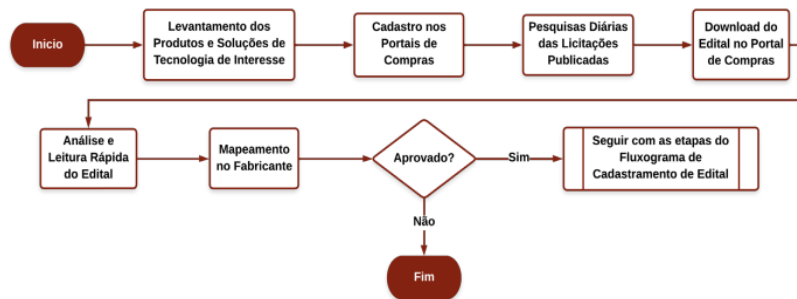 Inicio
Levantamento dos
Produtos e Soluções de
Tecnologia de Interesse
Cadastro nos
Portais de
Compras
Pesquisas Diárias
das Licitações
Publicadas
Download do
Edital no Portal
de Compras
Análise e
Leitura Rápida
do Edital
Mapeamento
no Fabricante
Aprovado?
Sim
Seguir com as etapas do
Fluxograma de
Cadastramento de Edital
Não
Fim